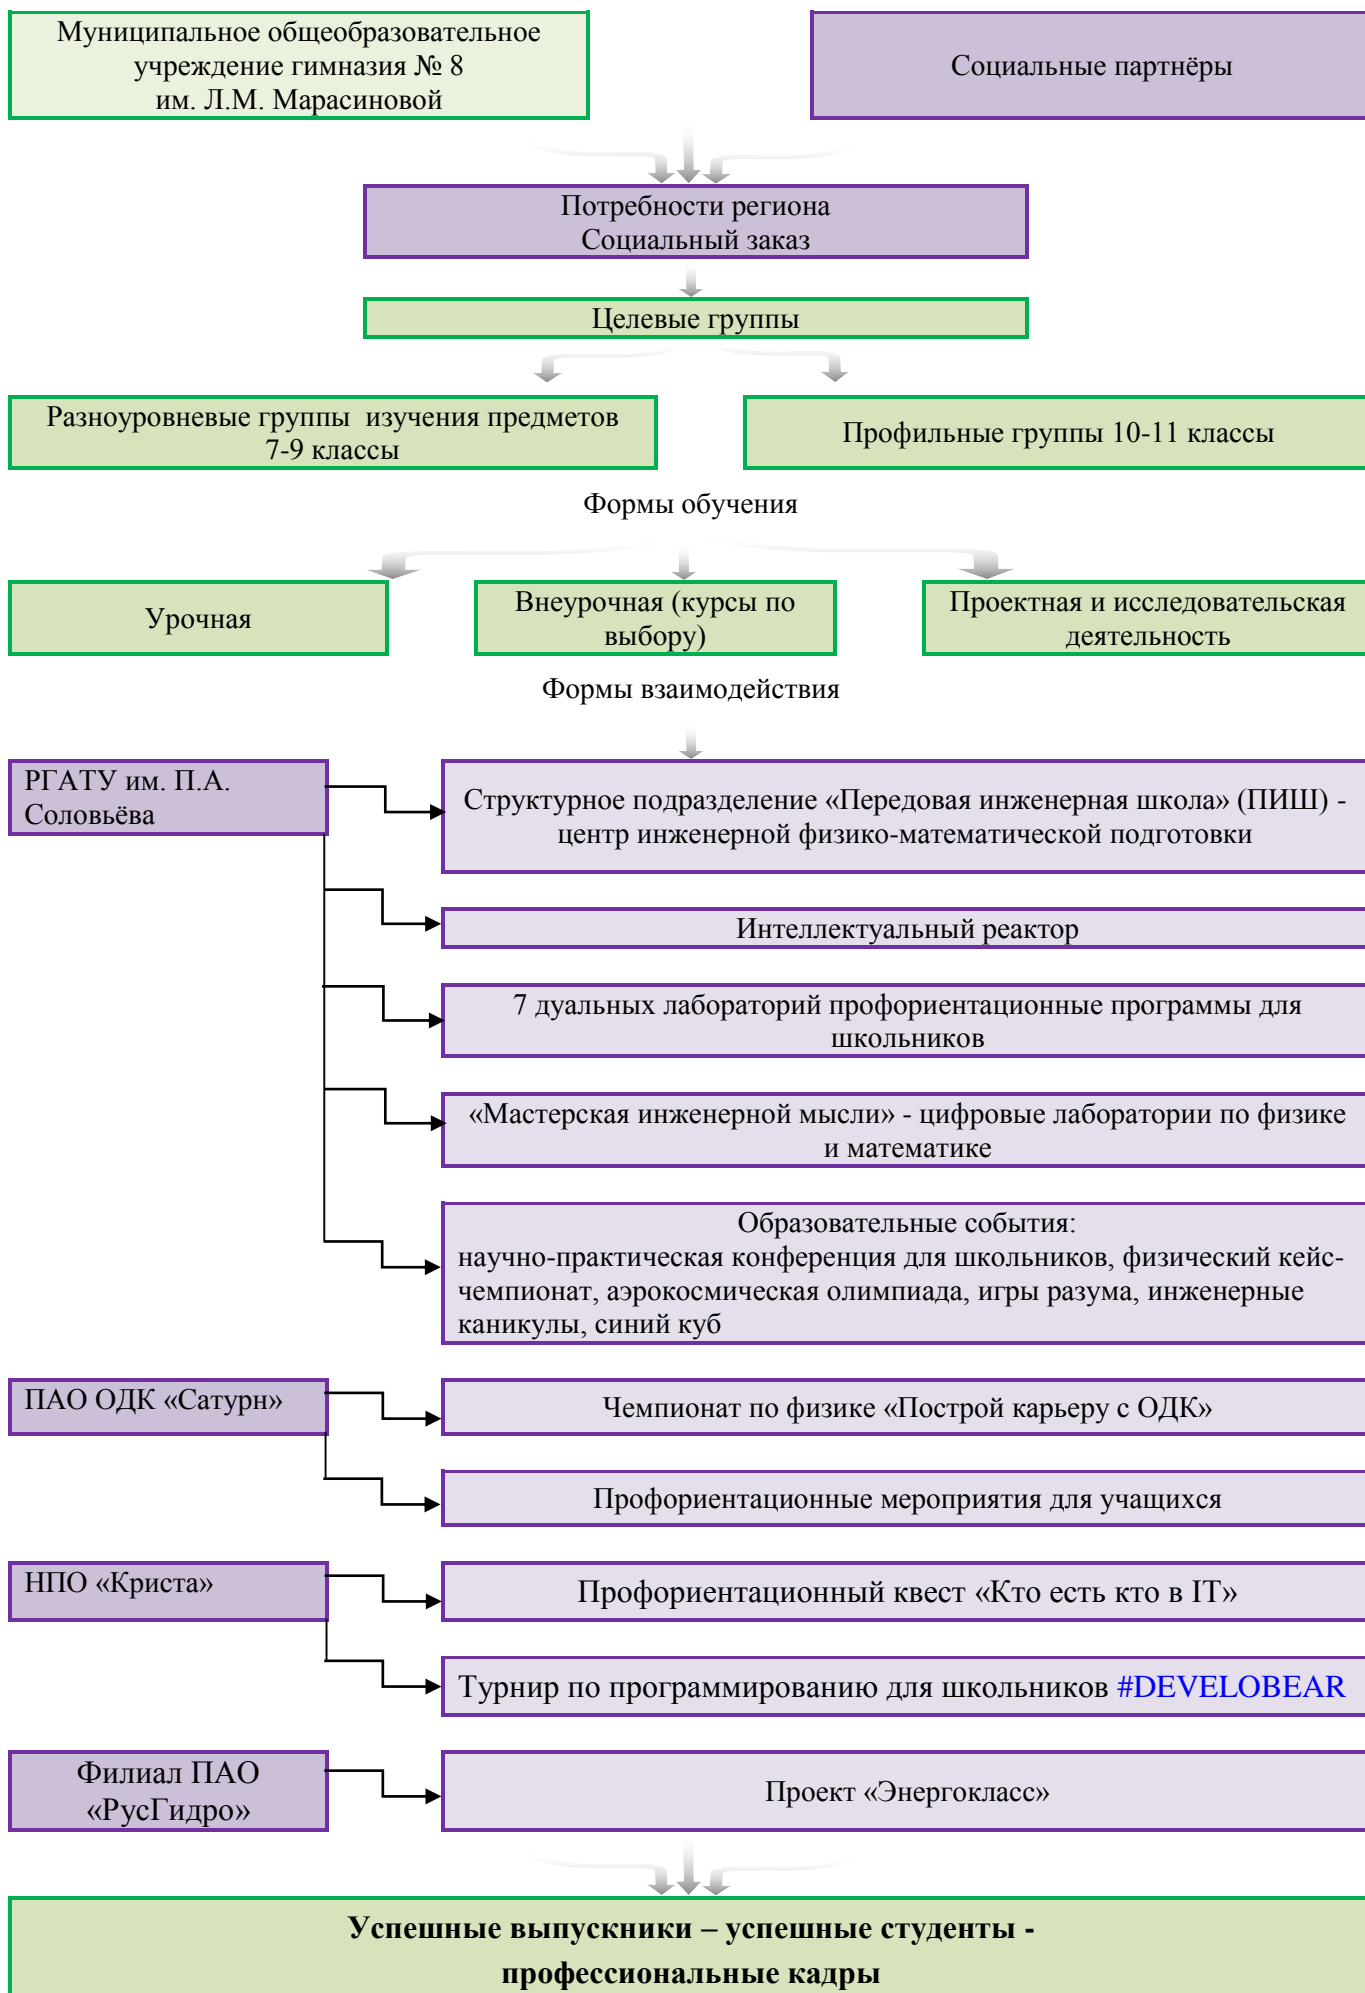 Муниципальное общеобразовательное
учреждение гимназия № 8
им. Л.М. Марасиновой
Социальные партнёры
Потребности региона
Социальный заказ
Целевые группы
Разноуровневые группы изучения предметов
7-9 классы
Профильные группы 10-11 классы
Формы обучения
Урочная
Внеурочная (курсы по
выбору)
Проектная и исследовательская
деятельность
Формы взаимодействия
РГАТУ им. П.А.
Соловьёва
Структурное подразделение «Передовая инженерная школа» (ПИШ) -
центр инженерной физико-математической подготовки
Интеллектуальный реактор
7 дуальных лабораторий профориентационные программы для
школьников
«Мастерская инженерной мысли» - цифровые лаборатории по физике
и математике
Образовательные события:
научно-практическая конференция для школьников, физический кейс-
чемпионат, аэрокосмическая олимпиада, игры разума, инженерные
каникулы, синий куб
ПАО ОДК «Сатурн»
Чемпионат по физике «Построй карьеру с ОДК»
Профориентационные мероприятия для учащихся
НПО «Криста»
Профориентационный квест «Кто есть кто в IT»
Турнир по программированию для школьников #DEVELOBEAR
Филиал ПАО
«РусГидро»
Проект «Энергокласс»
Успешные выпускники – успешные студенты -
профессиональные кадры